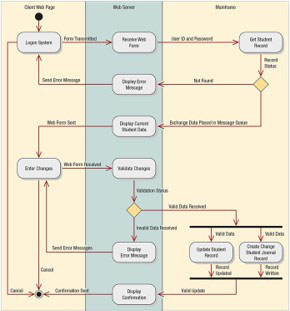 Client Web Page
Web Server
Mainframe
Logon System
Form Transmitted
Receive Web
Form
User ID and Password
Get Student
Record
Record
Status
Send Error Message
Display Error
Message
Not Found
Web Form Sent
Display Current
Student Data
Exchange Data Placed in Message Queue
Enter Changes
Web Form Received
Validate Changes
Validation Status
Valid Data Received
Invalid Data Received
Valid Data
Valid Data
Send Error Messages
Display
Error Message
Update Student
Record
Create Change
Student Journal
Record
Cancel
Record
Updated
Record
Written
Cancel
Confirmation Sent
Display
Confirmation
Valid Update